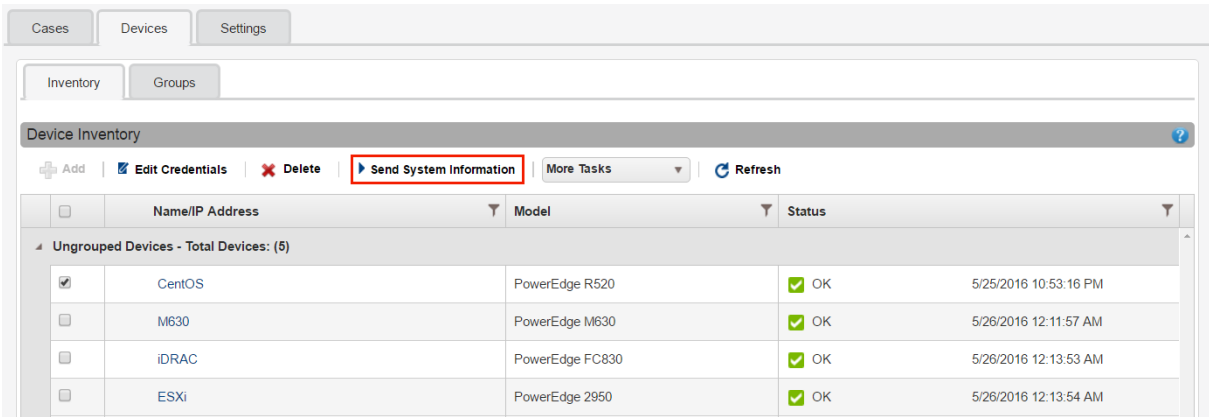 Cases Devices Settings
Inventory Groups
Device Inventory ?
Add Edit Credentials Delete Send System Information More Tasks Refresh
Name/IP Address Model Status
Ungrouped Devices - Total Devices: (5)
CentOS PowerEdge R520 OK 5/25/2016 10:53:16 PM
M630 PowerEdge M630 OK 5/26/2016 12:11:57 AM
iDRAC PowerEdge FC830 OK 5/26/2016 12:13:53 AM
ESXi PowerEdge 2950 OK 5/26/2016 12:13:54 AM